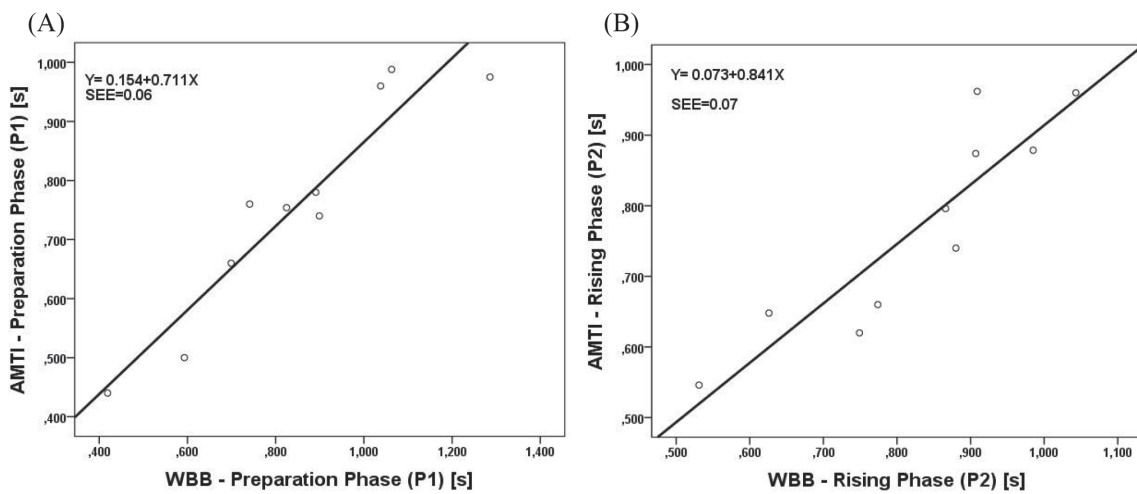 (A)
Y= 0.154+0.711X
SEE=0.06
AMTI - Preparation Phase (P1) [s]
1,000
,900
,800
,700
,600
,500
,400
,400 ,600 ,800 1,000 1,200 1,400
WBB - Preparation Phase (P1) [s]
(B)
Y= 0.073+0.841X
SEE=0.07
AMTI - Rising Phase (P2) [s]
1,000
,900
,800
,700
,600
,500
,500 ,600 ,700 ,800 ,900 1,000 1,100
WBB - Rising Phase (P2) [s]